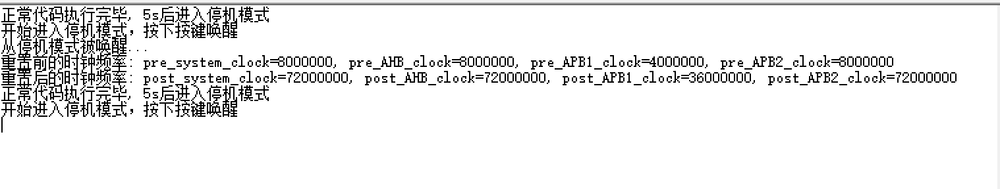 正常代码执行完毕, 5s后进入停机模式
开始进入停机模式，按下按键唤醒
从停机模式被唤醒...
重置前的时钟频率: pre_system_clock=8000000, pre_AHB_clock=8000000, pre_APB1_clock=4000000, pre_APB2_clock=8000000
重置后的时钟频率: post_system_clock=72000000, post_AHB_clock=72000000, post_APB1_clock=36000000, post_APB2_clock=72000000
正常代码执行完毕, 5s后进入停机模式
开始进入停机模式，按下按键唤醒